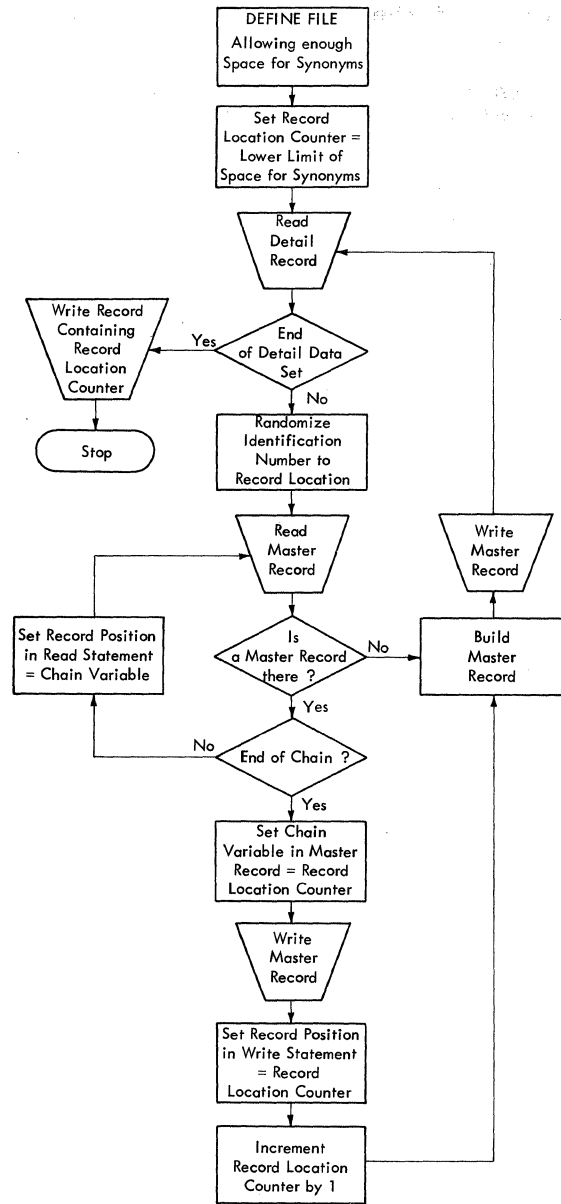 DEFINE FILE
Allowing enough
Space for Synonyms
Set Record
Location Counter =
Lower Limit of
Space for Synonyms
Read
Detail
Record
End
of Detail Data
Set
Yes
No
Write Record
Containing
Record
Location
Counter
Stop
Randomize
Identification
Number to
Record Location
Read
Master
Record
Write
Master
Record
Set Record Position
in Read Statement
= Chain Variable
Is
a Master Record
there ?
No
Build
Master
Record
Yes
No
End of Chain ?
Yes
Set Chain
Variable in Master
Record = Record
Location Counter
Write
Master
Record
Set Record Position
in Write Statement
= Record
Location Counter
Increment
Record Location
Counter by 1